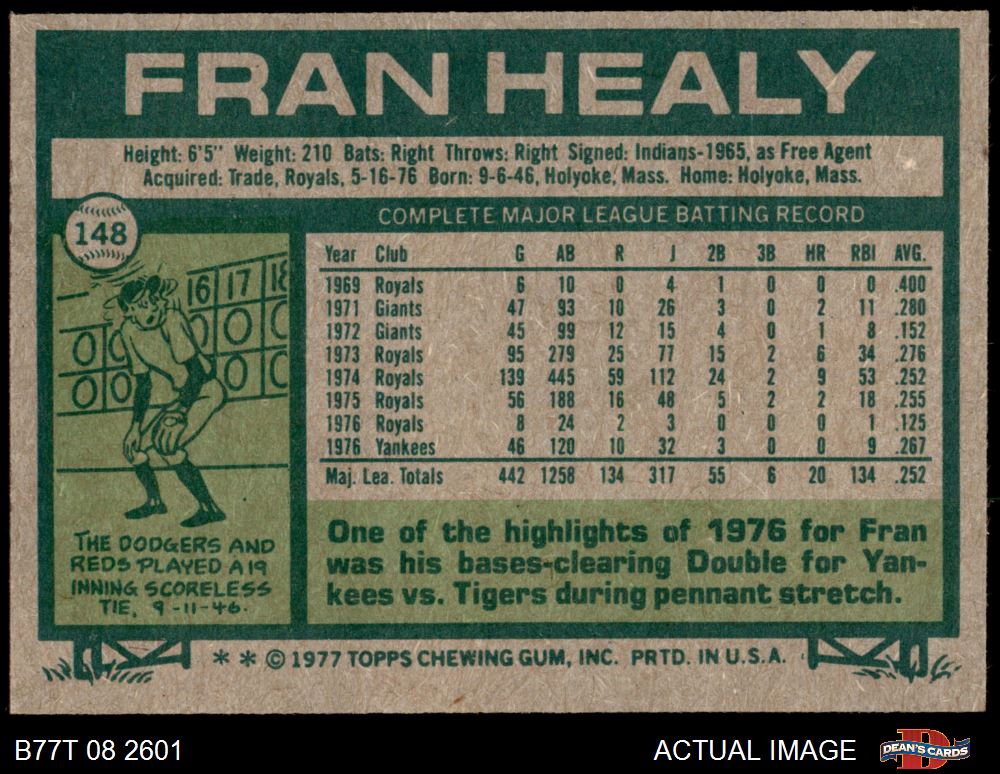 FRAN HEALY
Height: 6'5" Weight: 210 Bats: Right Throws: Right Signed: Indians-1965, as Free Agent
Acquired: Trade, Royals, 5-16-76 Born: 9-6-46, Holyoke, Mass. Home: Holyoke, Mass.
148
16 17 18
0 0 0 0 0
0 0 0 0 0
THE DODGERS AND
REDS PLAYED A 19
INNING SCORELESS
TIE, 9-11-46.
COMPLETE MAJOR LEAGUE BATTING RECORD
Year Club G AB R J 2B 3B HR RBI AVG.
1969 Royals 6 10 0 4 1 0 0 0 .400
1971 Giants 47 93 10 26 3 0 2 11 .280
1972 Giants 45 99 12 15 4 0 1 8 .152
1973 Royals 95 279 25 77 15 2 6 34 .276
1974 Royals 139 445 59 112 24 2 9 53 .252
1975 Royals 56 188 16 48 5 2 2 18 .255
1976 Royals 8 24 2 3 0 0 0 1 .125
1976 Yankees 46 120 10 32 3 0 0 9 .267
Maj. Lea. Totals 442 1258 134 317 55 6 20 134 .252
One of the highlights of 1976 for Fran
was his bases-clearing Double for Yan-
kees vs. Tigers during pennant stretch.
* * © 1977 TOPPS CHEWING GUM, INC. PRTD. IN U.S.A.
B77T 08 2601
ACTUAL IMAGE
D
DEAN'S CARDS